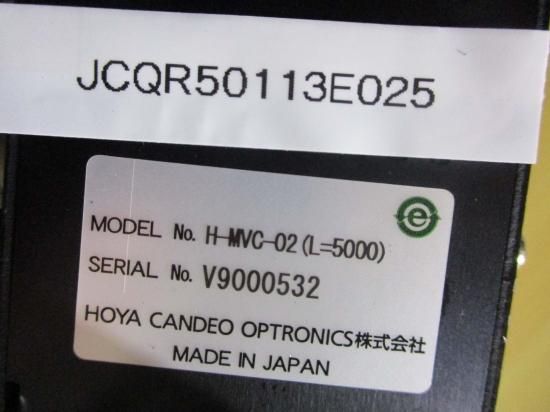 JCQR50113E025
e
MODEL No. H-MVC-02(L=5000)
SERIAL No. V9000532
HOYA CANDEO OPTRONICS株式会社
MADE IN JAPAN